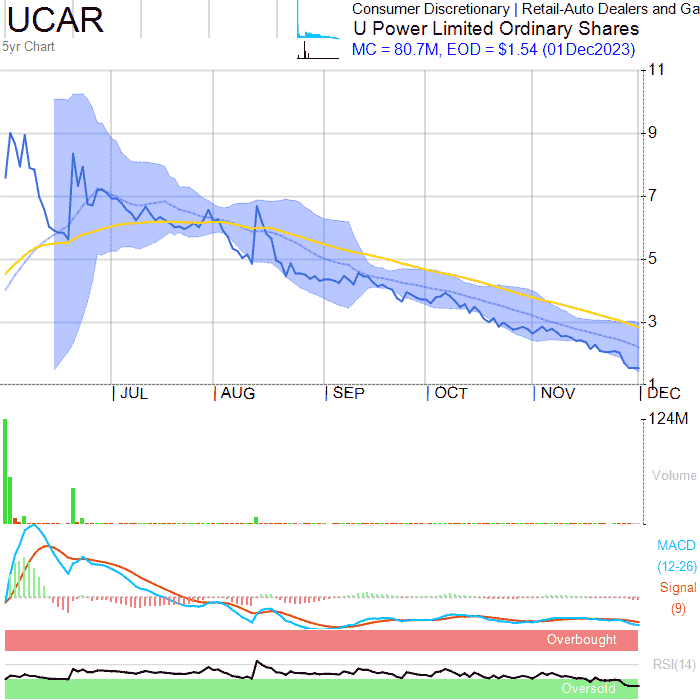 UCAR
Consumer Discretionary | Retail-Auto Dealers and Ga
5yr Chart
U Power Limited Ordinary Shares
MC = 80.7M, EOD = $1.54 (01Dec2023)
11
9
7
5
3
1
JUL AUG SEP OCT NOV DEC
124M
Volume
MACD
(12-26)
Signal
(9)
Overbought
RSI(14)
Oversold